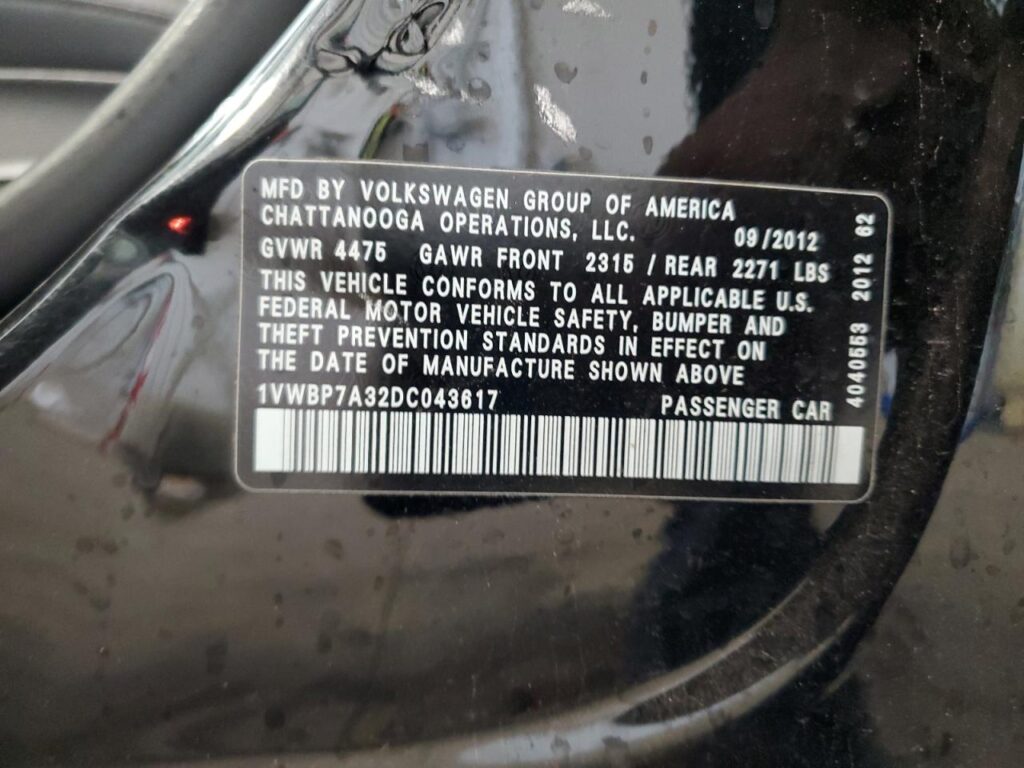 MFD BY VOLKSWAGEN GROUP OF AMERICA
CHATTANOOGA OPERATIONS, LLC. 09/2012
GVWR 4475 GAWR FRONT 2315 / REAR 2271 LBS
THIS VEHICLE CONFORMS TO ALL APPLICABLE U.S.
FEDERAL MOTOR VEHICLE SAFETY, BUMPER AND
THEFT PREVENTION STANDARDS IN EFFECT ON
THE DATE OF MANUFACTURE SHOWN ABOVE
1VWBP7A32DC043617 PASSENGER CAR
4040553 2012 62